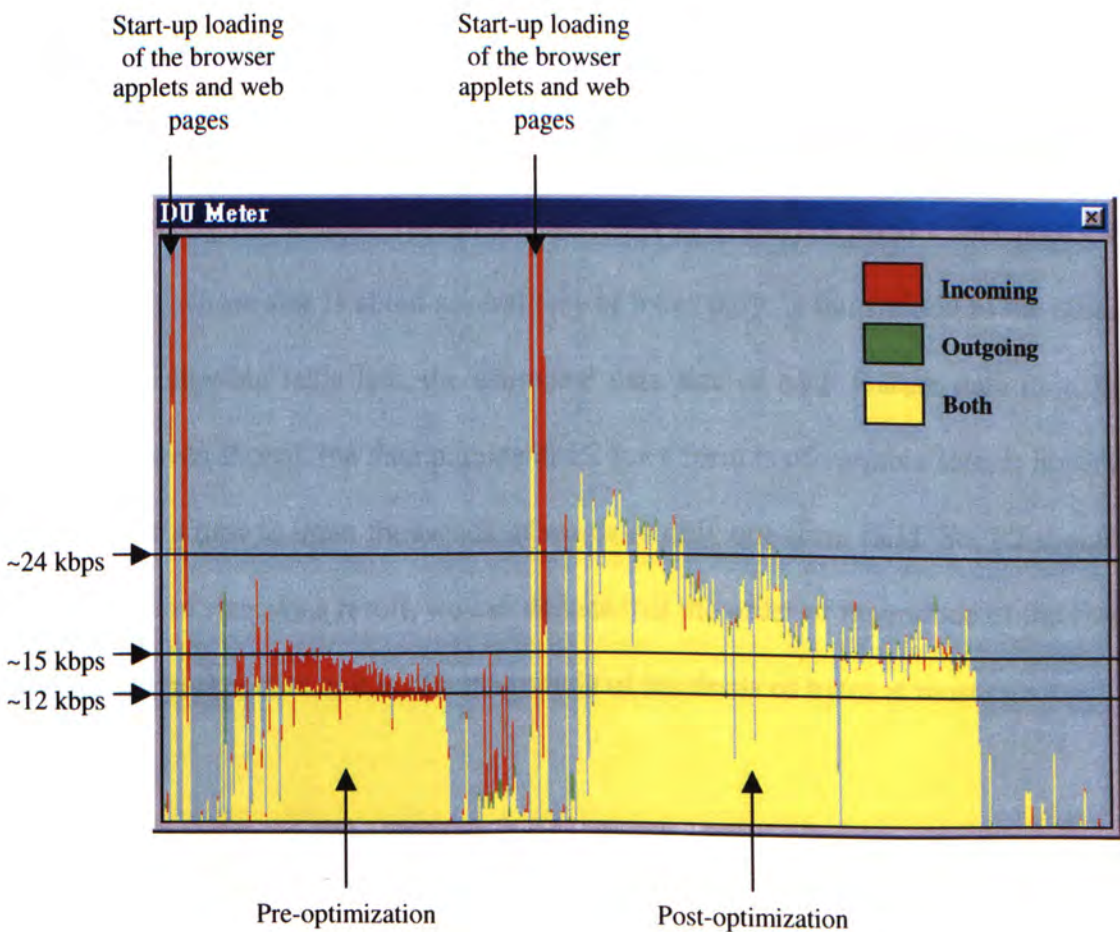 Start-up loading
of the browser
applets and web
pages
Start-up loading
of the browser
applets and web
pages
DU Meter
Incoming
Outgoing
Both
~24 kbps
~15 kbps
~12 kbps
Pre-optimization
Post-optimization